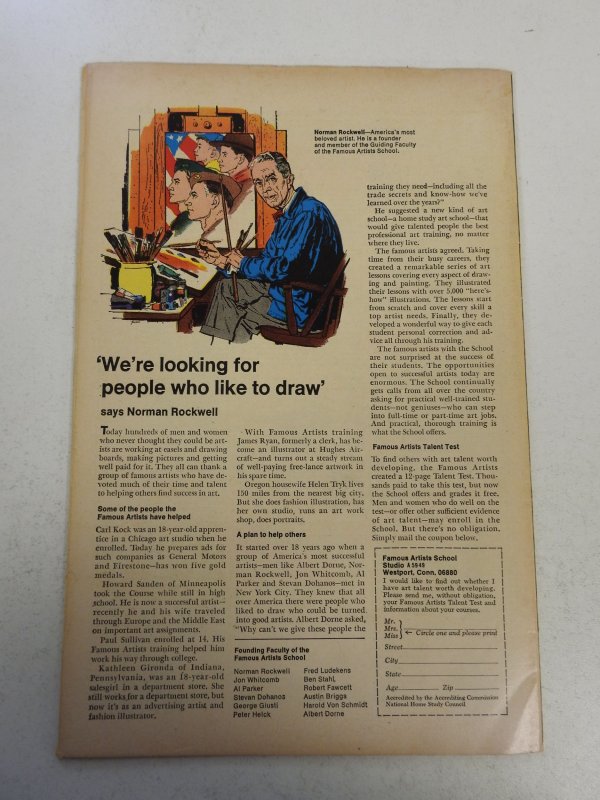 Norman Rockwell—America's most
beloved artist. He is a founder
and member of the Guiding Faculty
of the Famous Artists School.
'We're looking for
people who like to draw'
says Norman Rockwell
Today hundreds of men and women
who never thought they could be art-
ists are working at easels and drawing
boards, making pictures and getting
well paid for it. They all can thank a
group of famous artists who have de-
voted much of their time and talent
to helping others find success in art.
Some of the people the
Famous Artists have helped
Carl Kock was an 18-year-old appren-
tice in a Chicago art studio when he
enrolled. Today he prepares ads for
such companies as General Motors
and Firestone—has won five gold
medals.
Howard Sanden of Minneapolis
took the Course while still in high
school. He is now a successful artist—
recently he and his wife traveled
through Europe and the Middle East
on important art assignments.
Paul Sullivan enrolled at 14. His
Famous Artists training helped him
work his way through college.
Kathleen Gironda of Indiana,
Pennsylvania, was an 18-year-old
salesgirl in a department store. She
still works for a department store, but
now it's as an advertising artist and
fashion illustrator.
With Famous Artists training
James Ryan, formerly a clerk, has be-
come an illustrator at Hughes Air-
craft—and turns out a steady stream
of well-paying free-lance artwork in
his spare time.
Oregon housewife Helen Tryk lives
150 miles from the nearest big city.
But she does fashion illustration, has
her own studio, runs an art work
shop, does portraits.
A plan to help others
It started over 18 years ago when a
group of America's most successful
artists—men like Albert Dorne, Nor-
man Rockwell, Jon Whitcomb, Al
Parker and Stevan Dohanos—met in
New York City. They knew that all
over America there were people who
liked to draw who could be turned
into good artists. Albert Dorne asked,
"Why can't we give these people the
Founding Faculty of the
Famous Artists School
Norman Rockwell
Jon Whitcomb
Al Parker
Stevan Dohanos
George Giusti
Peter Helck
Fred Ludekens
Ben Stahl
Robert Fawcett
Austin Briggs
Harold Von Schmidt
Albert Dorne
training they need—including all the
trade secrets and know-how we've
learned over the years?"
He suggested a new kind of art
school—a home study art school—that
would give talented people the best
professional art training, no matter
where they live.
The famous artists agreed. Taking
time from their busy careers, they
created a remarkable series of art
lessons covering every aspect of draw-
ing and painting. They illustrated
their lessons with over 5,000 "here's-
how" illustrations. The lessons start
from scratch and cover every skill a
top artist needs. Finally, they de-
veloped a wonderful way to give each
student personal correction and ad-
vice all through his training.
The famous artists with the School
are not surprised at the success of
their students. The opportunities
open to successful artists today are
enormous. The School continually
gets calls from all over the country
asking for practical well-trained stu-
dents—not geniuses—who can step
into full-time or part-time art jobs.
And practical, thorough training is
what the School offers.
Famous Artists Talent Test
To find others with art talent worth
developing, the Famous Artists
created a 12-page Talent Test. Thou-
sands paid to take this test, but now
the School offers and grades it free.
Men and women who do well on the
test—or offer other sufficient evidence
of art talent—may enroll in the
School. But there's no obligation.
Simply mail the coupon below.
Famous Artists School
Studio A5949
Westport, Conn. 06880
I would like to find out whether I
have art talent worth developing.
Please send me, without obligation,
your Famous Artists Talent Test and
information about your courses.
Mr.
Mrs.
Miss ← Circle one and please print
Street
City
State
Age Zip
Accredited by the Accrediting Commission
National Home Study Council